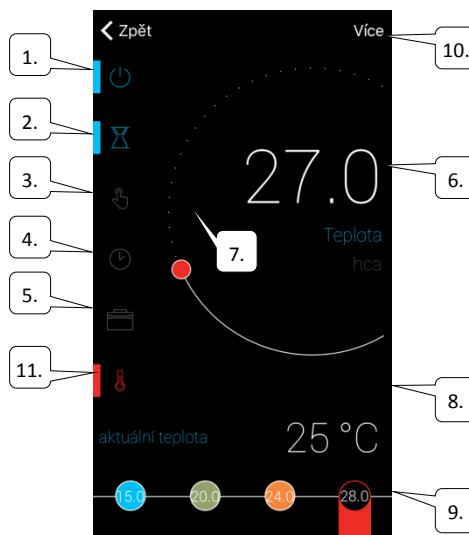 Zpět Více
1.
10.
2.
3.
27.0
6.
Teplota
4.
7.
hca
5.
11.
8.
aktuální teplota 25 °C
15.0 20.0 24.0 28.0
9.